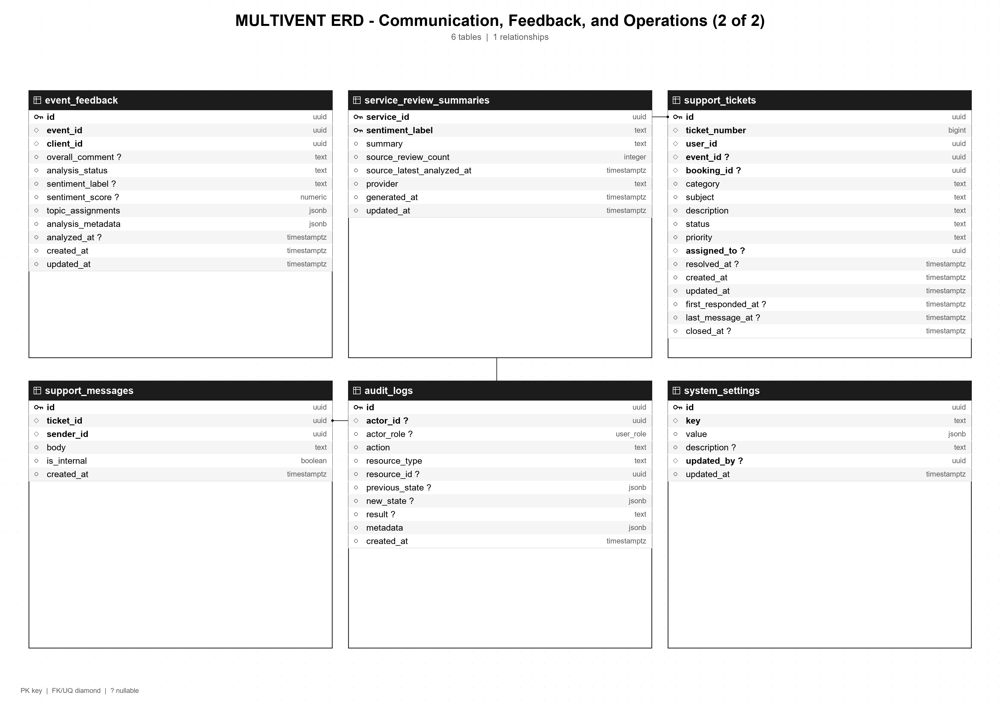 MULTIVENT ERD - Communication, Feedback, and Operations (2 of 2)
6 tables | 1 relationships
event_feedback
id uuid
event_id uuid
client_id uuid
overall_comment ? text
analysis_status text
sentiment_label ? text
sentiment_score ? numeric
topic_assignments jsonb
analysis_metadata jsonb
analyzed_at ? timestamptz
created_at timestamptz
updated_at timestamptz
service_review_summaries
service_id uuid
sentiment_label text
summary text
source_review_count integer
source_latest_analyzed_at timestamptz
provider text
generated_at timestamptz
updated_at timestamptz
support_tickets
id uuid
ticket_number bigint
user_id uuid
event_id ? uuid
booking_id ? uuid
category text
subject text
description text
status text
priority text
assigned_to ? uuid
resolved_at ? timestamptz
created_at timestamptz
updated_at timestamptz
first_responded_at ? timestamptz
last_message_at ? timestamptz
closed_at ? timestamptz
support_messages
id uuid
ticket_id uuid
sender_id uuid
body text
is_internal boolean
created_at timestamptz
audit_logs
id uuid
actor_id ? uuid
actor_role ? user_role
action text
resource_type text
resource_id ? uuid
previous_state ? jsonb
new_state ? jsonb
result ? text
metadata jsonb
created_at timestamptz
system_settings
id uuid
key text
value jsonb
description ? text
updated_by ? uuid
updated_at timestamptz
PK key | FK/UQ diamond | ? nullable